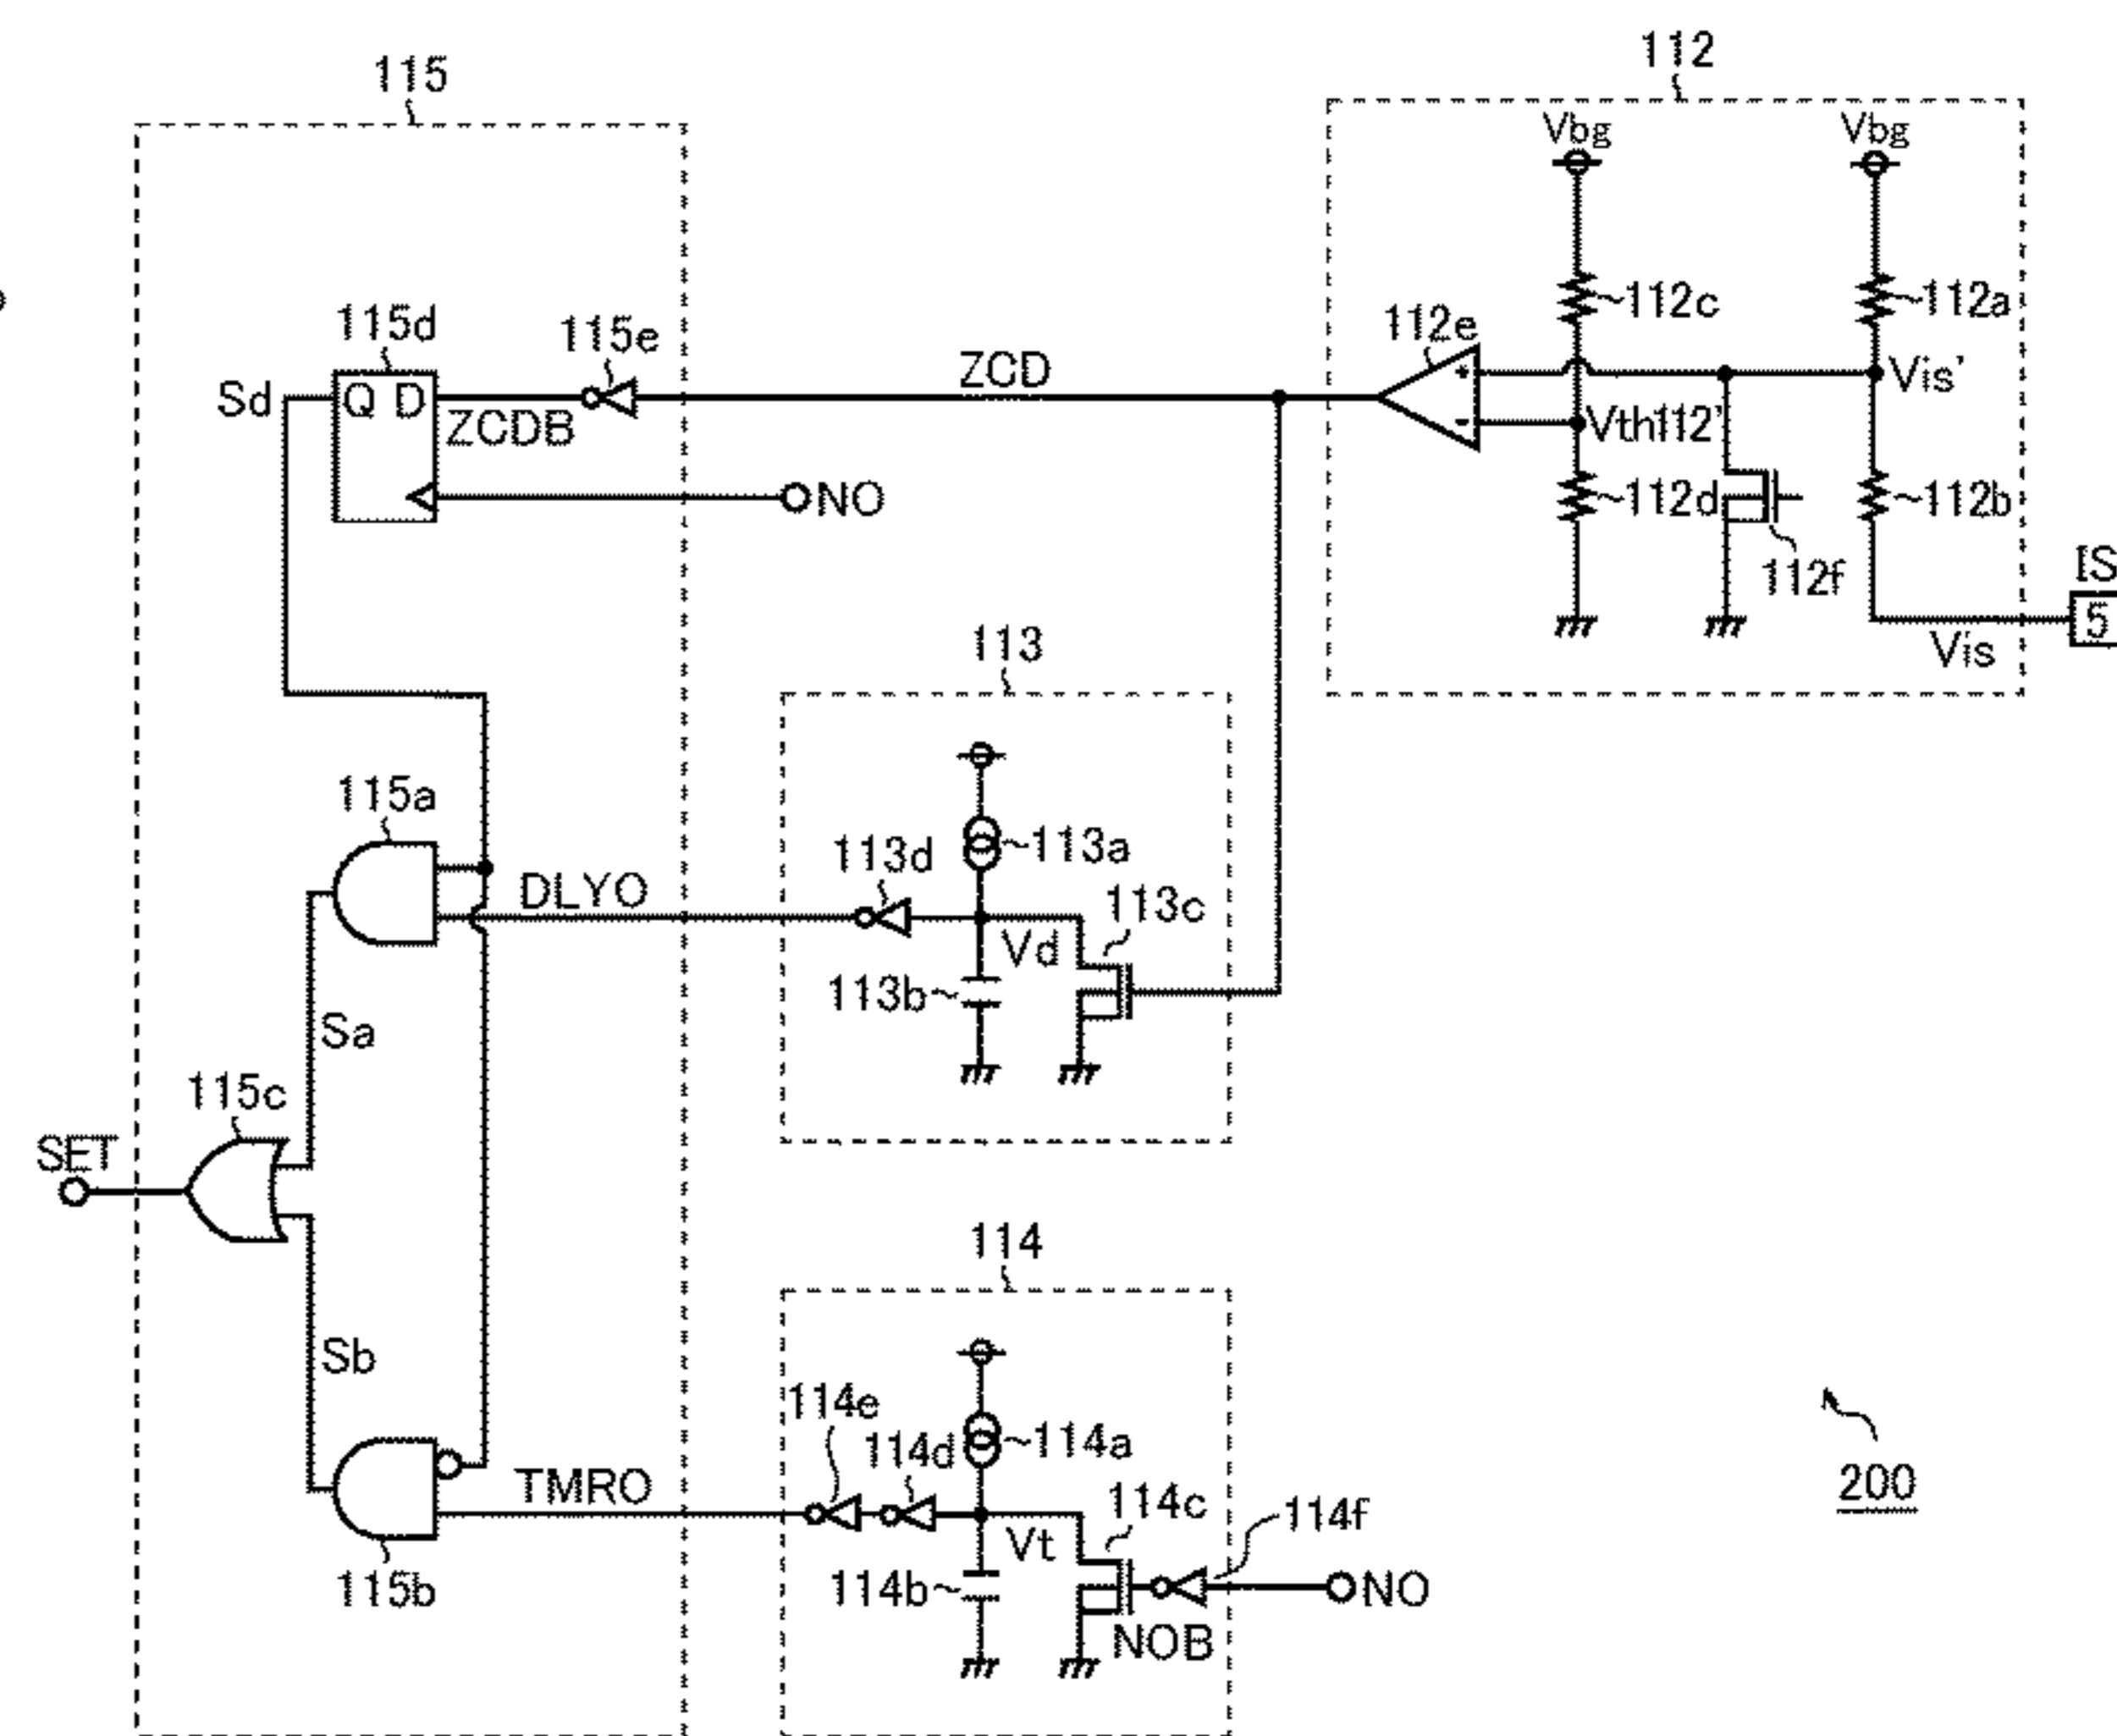 112
115
Vbg
Vbg
112c
112a
115d
115e
112e
ZCD
Vis'
Sd
Q
D
ZCDB
+
-
Vth112'
NO
112d
112b
112f
IS
5
Vis
113
115a
113d
113a
DLYO
113c
Vd
113b
Sa
115c
SET
114
Sb
114e
114d
114a
TMRO
114c
114f
200
Vt
115b
114b
NO
NOB